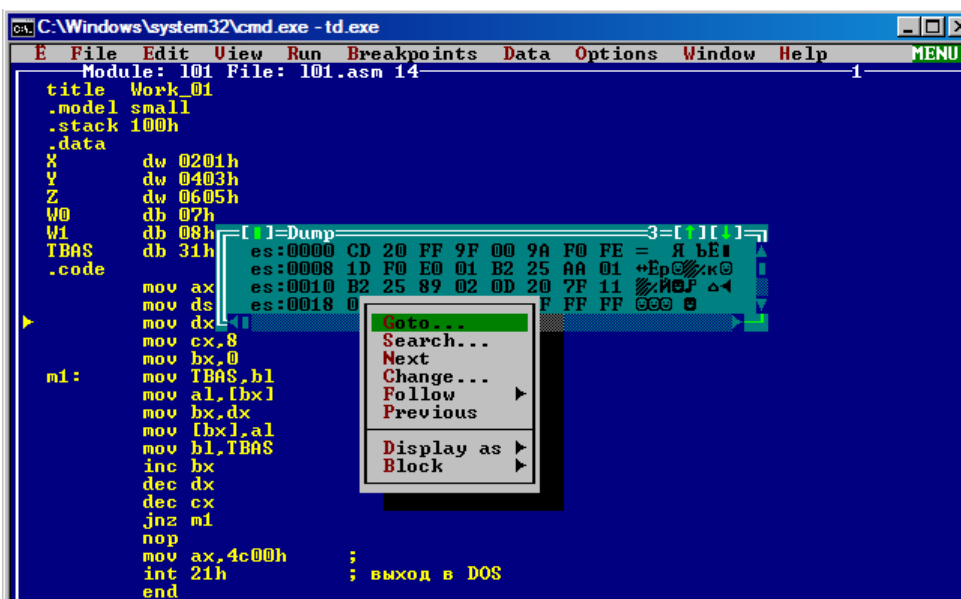 C:\Windows\system32\cmd.exe - td.exe
Ë File Edit View Run Breakpoints Data Options Window Help MENU
Module: l01 File: l01.asm 14 1
title Work_01
.model small
.stack 100h
.data
X dw 0201h
Y dw 0403h
Z dw 0605h
W0 db 07h
W1 db 08h
TBAS db 31h
.code
mov ax
mov ds
mov dx
mov cx,8
mov bx,0
m1: mov TBAS,bl
mov al,[bx]
mov bx,dx
mov [bx],al
mov bl,TBAS
inc bx
dec dx
dec cx
jnz m1
nop
mov ax,4c00h ;
int 21h ; выход в DOS
end
[▮]=Dump 3=[↑][↓]
es:0000 CD 20 FF 9F 00 9A F0 FE = Я ЪЁ▮
es:0008 1D F0 E0 01 B2 25 AA 01 ↔Ёр☺▓%к☺
es:0010 B2 25 89 02 0D 20 7F 11
es:0018 0 F FF FF
Goto...
Search...
Next
Change...
Follow
Previous
Display as
Block